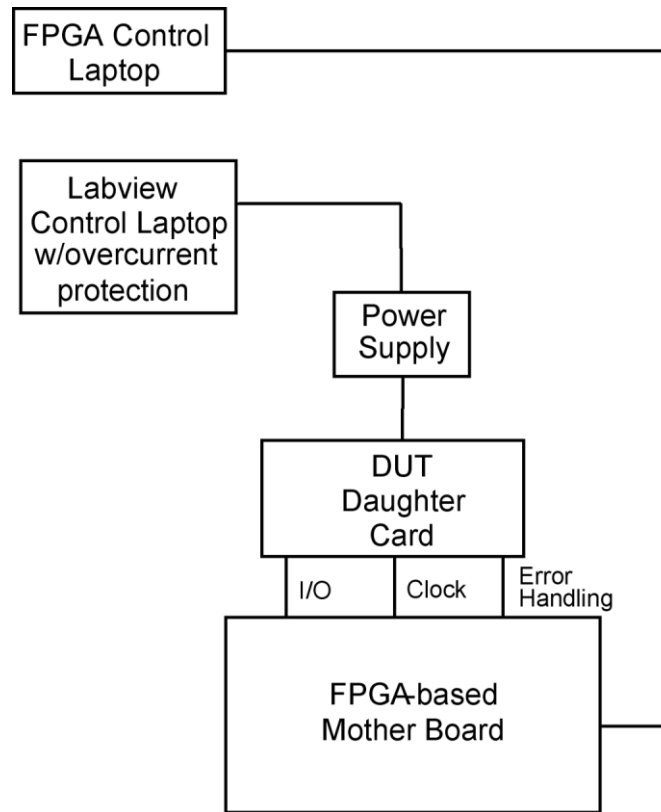 FPGA Control
Laptop
Labview
Control Laptop
w/overcurrent
protection
Power
Supply
DUT
Daughter
Card
I/O
Clock
Error
Handling
FPGA-based
Mother Board